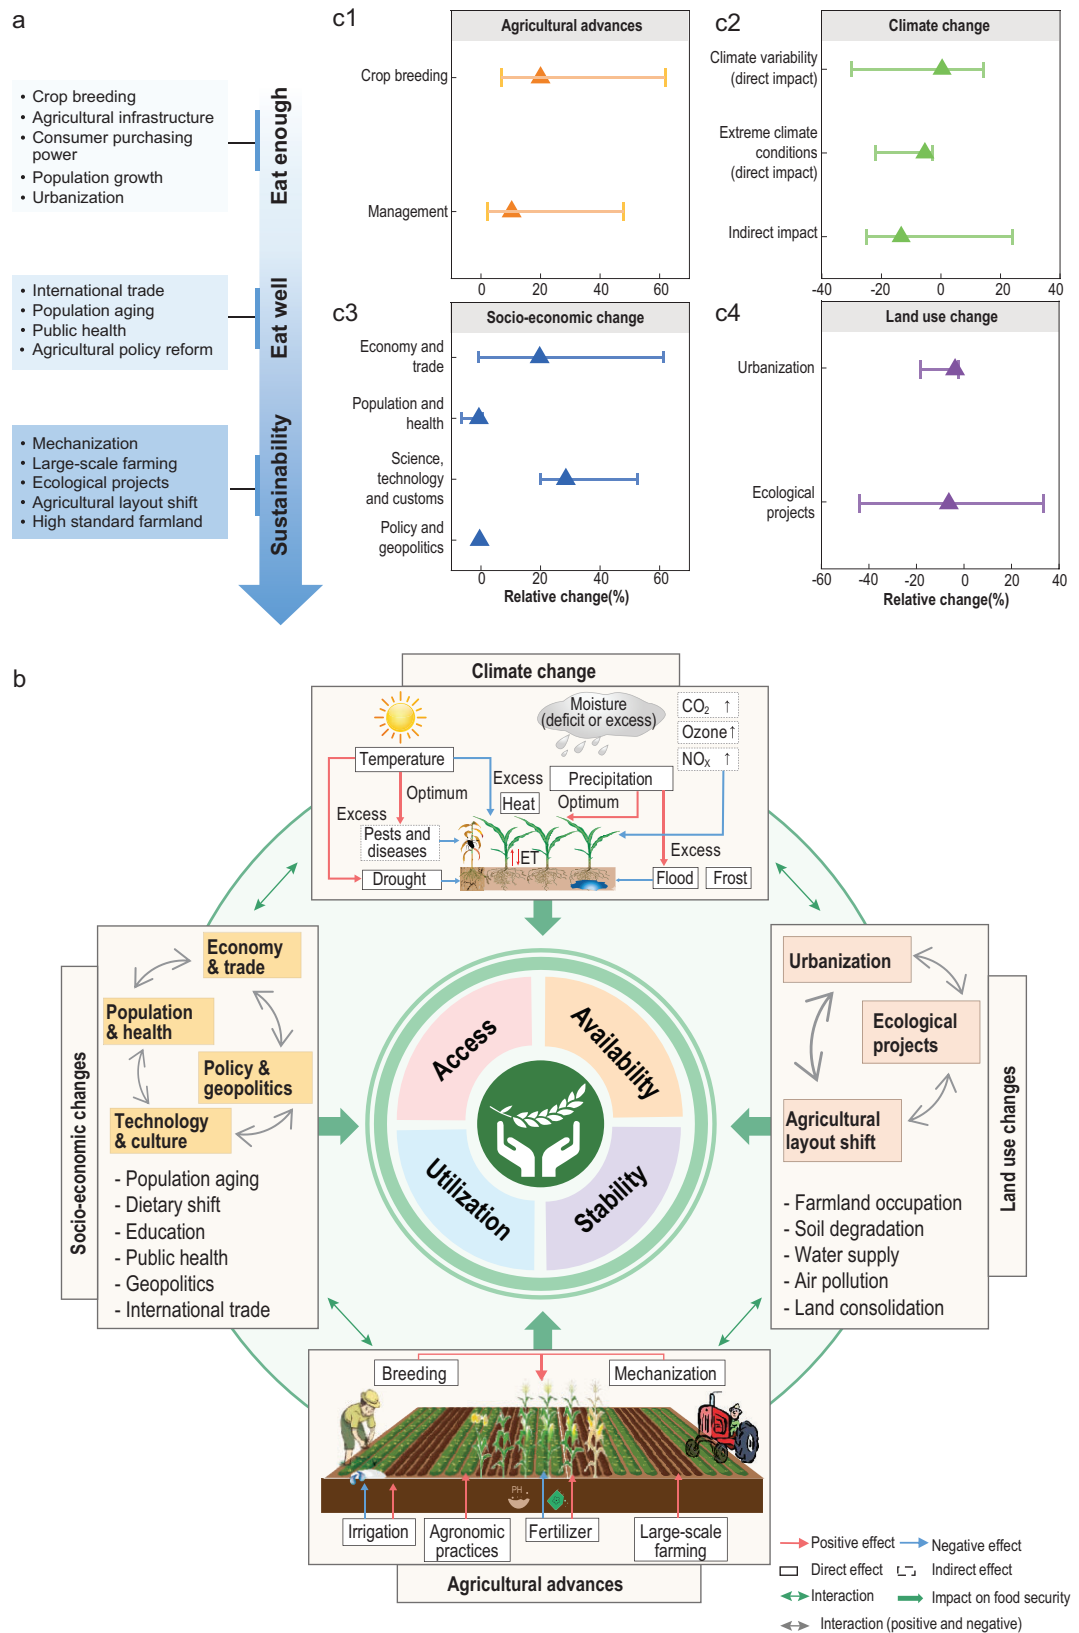 a
Crop breeding
Agricultural infrastructure
Consumer purchasing
power
Population growth
Urbanization
Eat enough
International trade
Population aging
Public health
Agricultural policy reform
Eat well
Mechanization
Large-scale farming
Ecological projects
Agricultural layout shift
High standard farmland
Sustainability
c1
Agricultural advances
Crop breeding
Management
0 20 40 60
c2
Climate change
Climate variability
(direct impact)
Extreme climate
conditions
(direct impact)
Indirect impact
-40 -20 0 20 40
c3
Socio-economic change
Economy and
trade
Population and
health
Science,
technology
and customs
Policy and
geopolitics
0 20 40 60
Relative change(%)
c4
Land use change
Urbanization
Ecological
projects
-60 -40 -20 0 20 40
Relative change(%)
b
Climate change
Moisture
(deficit or excess)
CO₂ ↑
Ozone ↑
NOₓ ↑
Temperature
Precipitation
Optimum
Excess
Heat
Optimum
Excess
Pests and
diseases
ET
Excess
Drought
Flood
Frost
Socio-economic changes
Economy
& trade
Population
& health
Policy &
geopolitics
Technology
& culture
- Population aging
- Dietary shift
- Education
- Public health
- Geopolitics
- International trade
Access
Availability
Utilization
Stability
Urbanization
Ecological
projects
Agricultural
layout shift
- Farmland occupation
- Soil degradation
- Water supply
- Air pollution
- Land consolidation
Land use changes
Breeding
Mechanization
PH
Irrigation
Agronomic
practices
Fertilizer
Large-scale
farming
Agricultural advances
Positive effect
Negative effect
Direct effect
Indirect effect
Interaction
Impact on food security
Interaction (positive and negative)